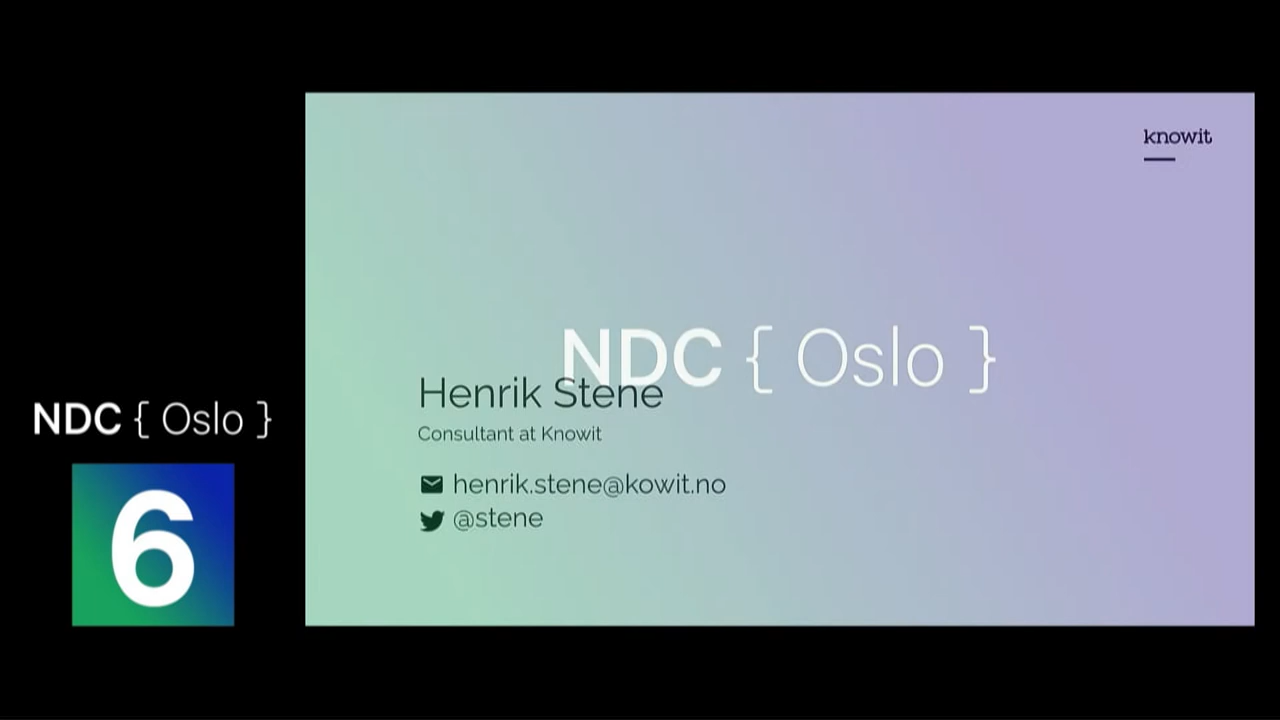 knowit
NDC { Oslo }
Henrik Stene
Consultant at Knowit
henrik.stene@kowit.no
@stene
NDC { Oslo }
6